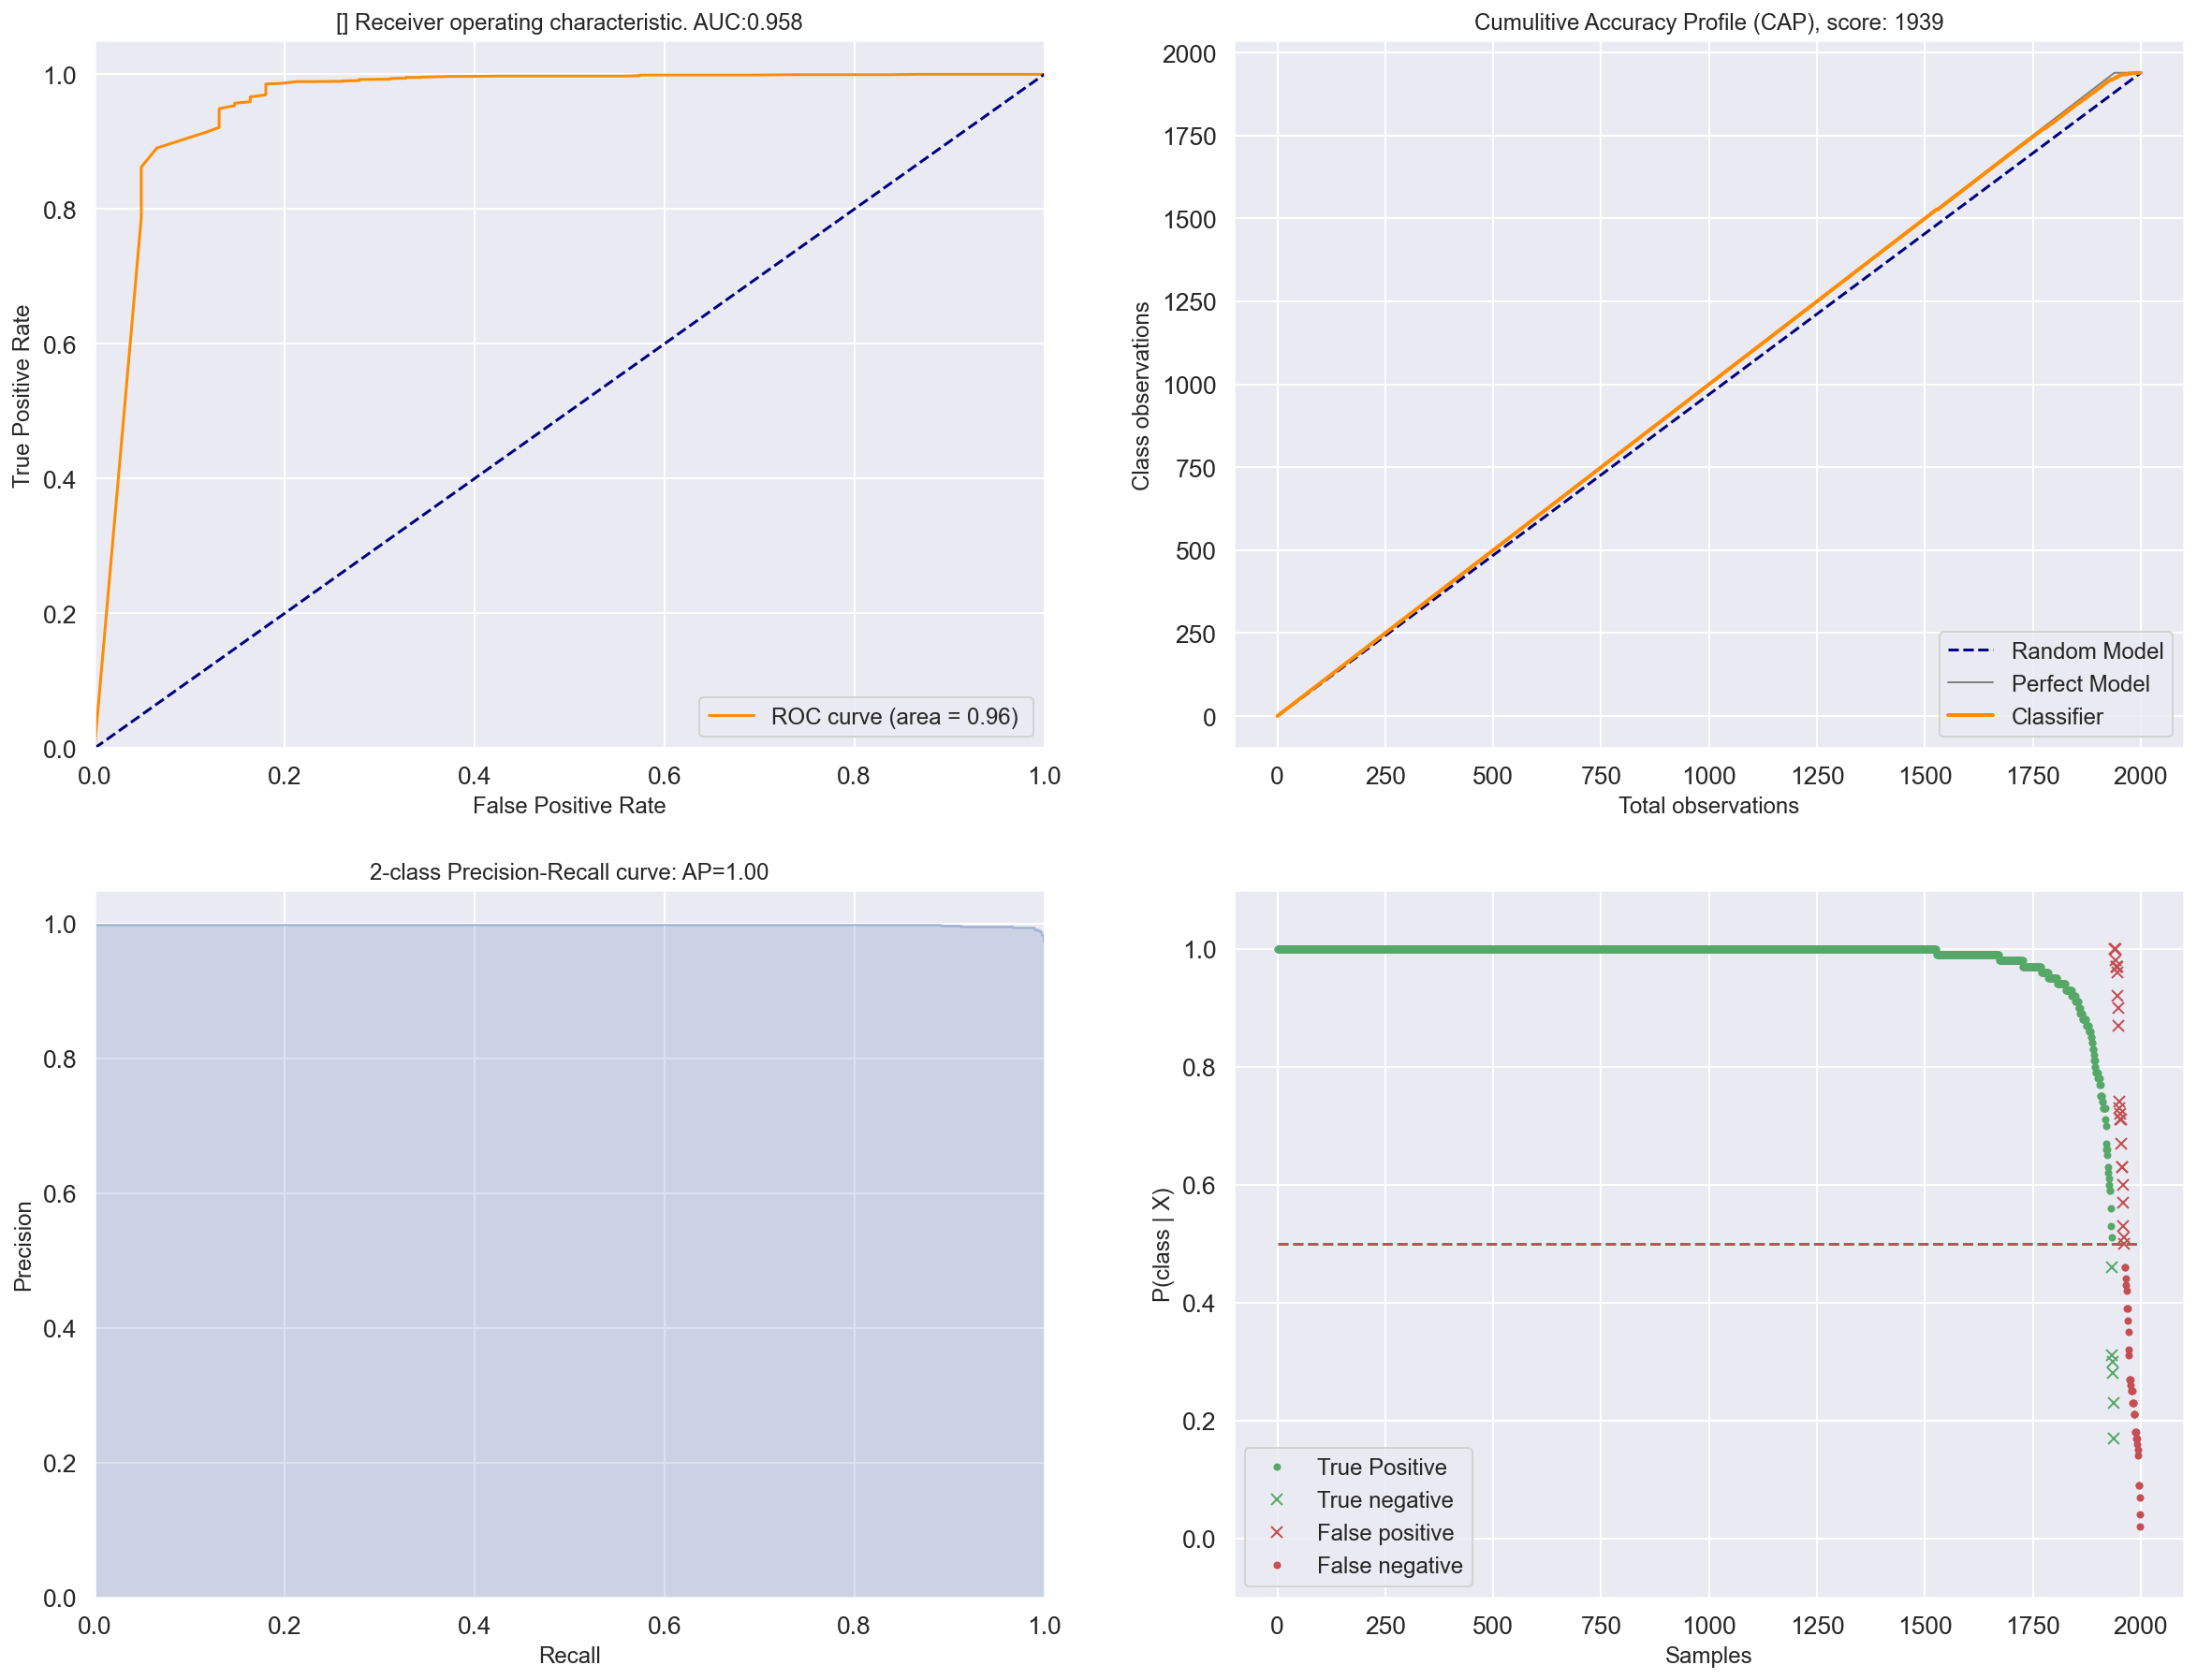 [] Receiver operating characteristic. AUC:0.958
True Positive Rate
1.0
0.8
0.6
0.4
0.2
0.0
0.0 0.2 0.4 0.6 0.8 1.0
False Positive Rate
ROC curve (area = 0.96)
Cumulitive Accuracy Profile (CAP), score: 1939
Class observations
2000
1750
1500
1250
1000
750
500
250
0
0 250 500 750 1000 1250 1500 1750 2000
Total observations
Random Model
Perfect Model
Classifier
2-class Precision-Recall curve: AP=1.00
Precision
1.0
0.8
0.6
0.4
0.2
0.0
0.0 0.2 0.4 0.6 0.8 1.0
Recall
P(class | X)
1.0
0.8
0.6
0.4
0.2
0.0
0 250 500 750 1000 1250 1500 1750 2000
Samples
True Positive
True negative
False positive
False negative